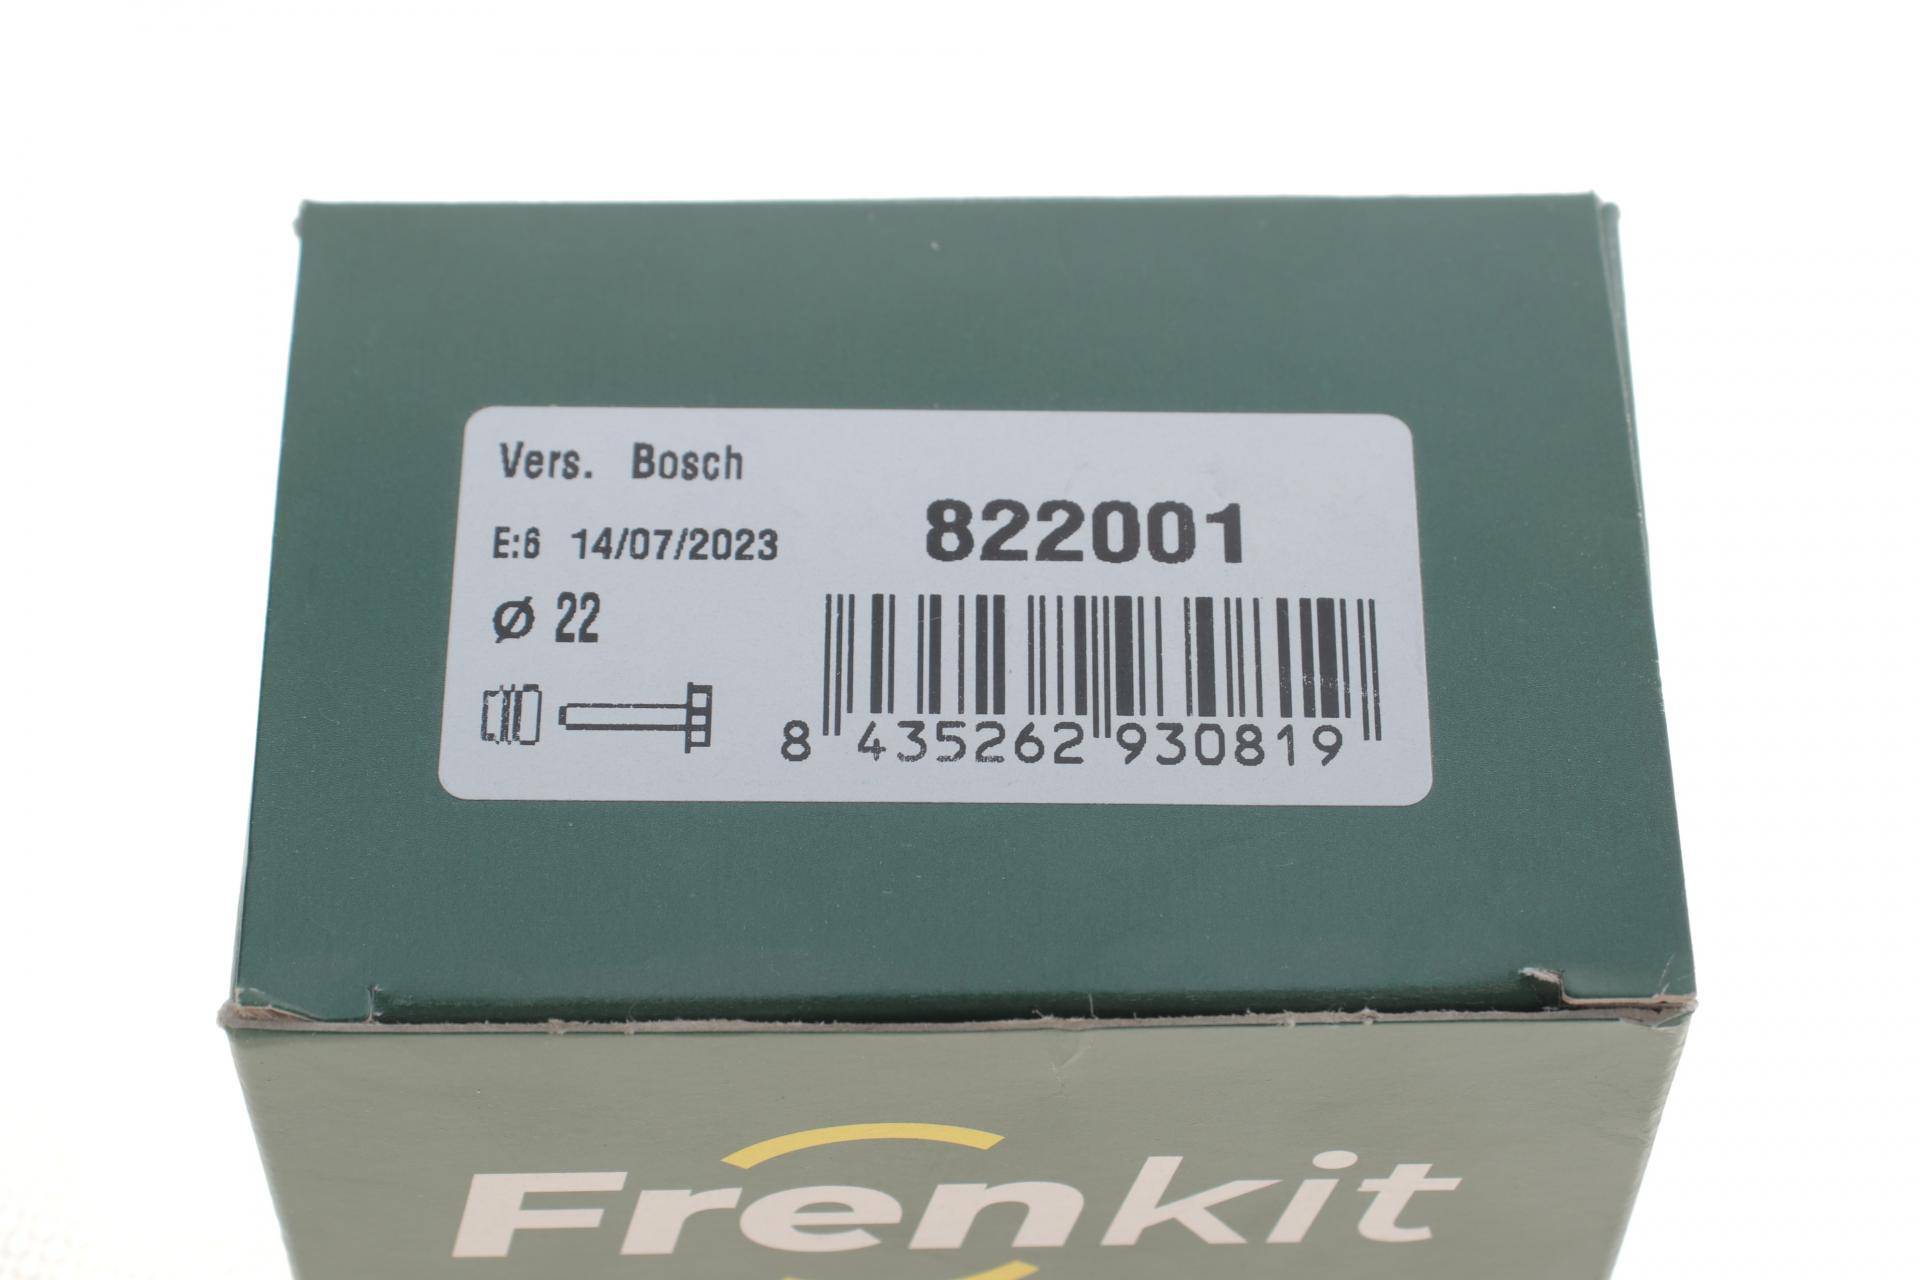 Vers. Bosch
822001
E:6 14/07/2023
ø 22
8 435262 930819
Frenkit